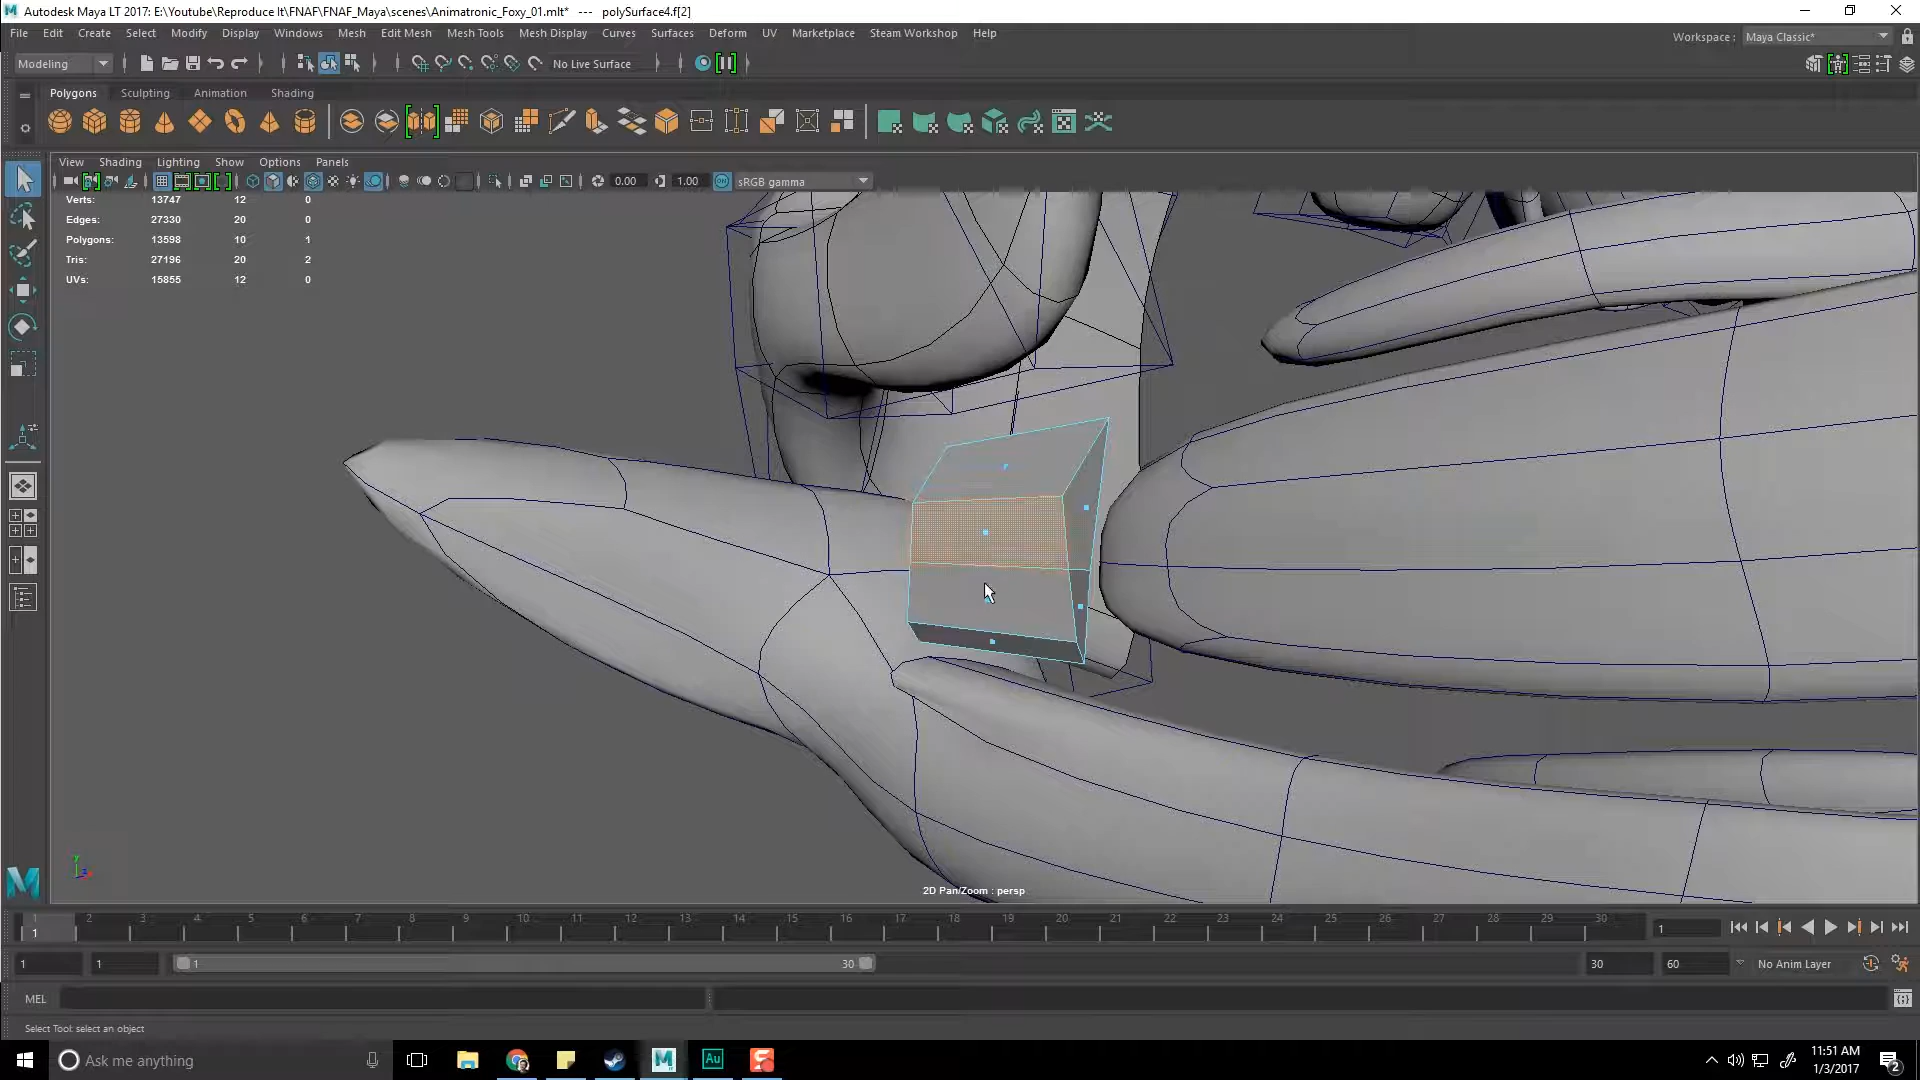 Autodesk Maya LT 2017: E:\Youtube\Reproduce It\FNAF\FNAF_Maya\scenes\Animatronic_Foxy_01.mlt* --- polySurface4.f[2]
File Edit Create Select Modify Display Windows Mesh Edit Mesh Mesh Tools Mesh Display Curves Surfaces Deform UV Marketplace Steam Workshop Help
Workspace : Maya Classic*
Modeling No Live Surface
Polygons Sculpting Animation Shading
View Shading Lighting Show Options Panels
0.00 1.00 ON sRGB gamma
Verts: 13747 12 0
Edges: 27330 20 0
Polygons: 13598 10 1
Tris: 27196 20 2
UVs: 15855 12 0
2D Pan/Zoom : persp
1 2 3 4 5 6 7 8 9 10 11 12 13 14 15 16 17 18 19 20 21 22 23 24 25 26 27 28 29 30
1 1
1 1 1 30 30 60 No Anim Layer
MEL
Select Tool: select an object
Ask me anything
Au
11:51 AM
1/3/2017
2